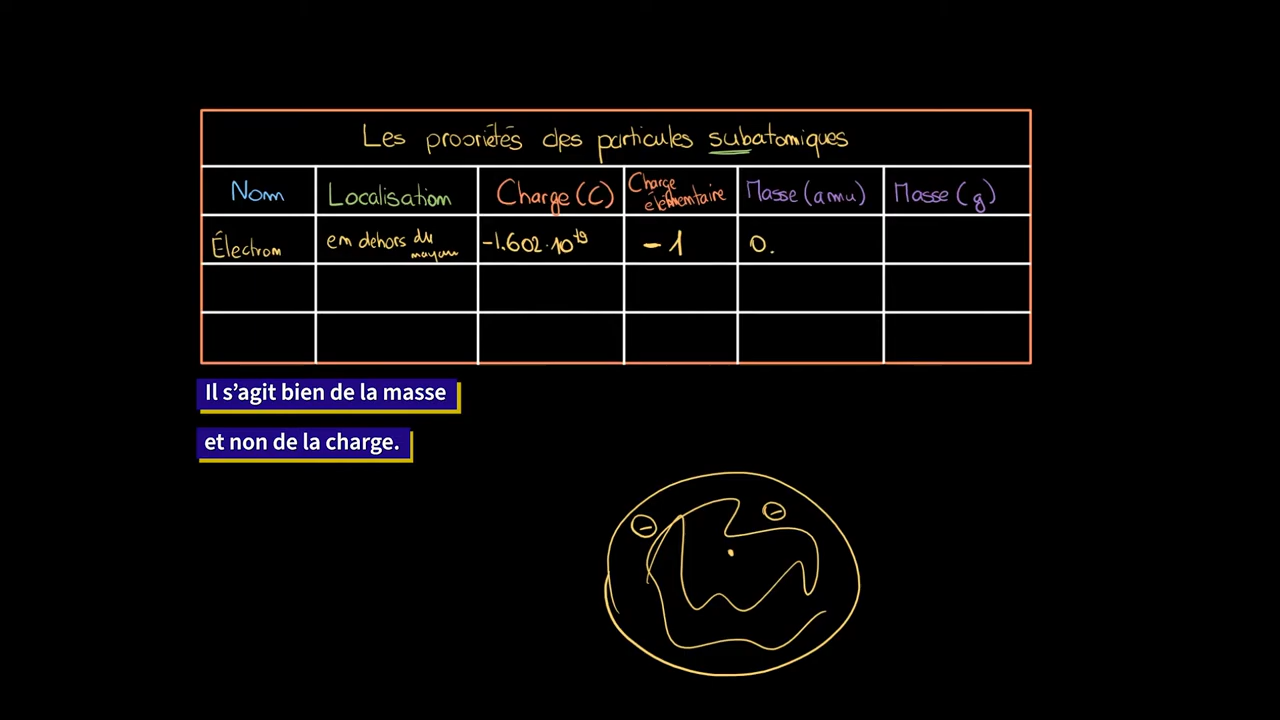 Les propriétés des particules subatomiques
Nom Localisation Charge (C) Charge élémentaire Masse (amu) Masse (g)
Électron en dehors du noyau -1.602·10⁻¹⁹ -1 0.
Il s’agit bien de la masse
et non de la charge.
- -